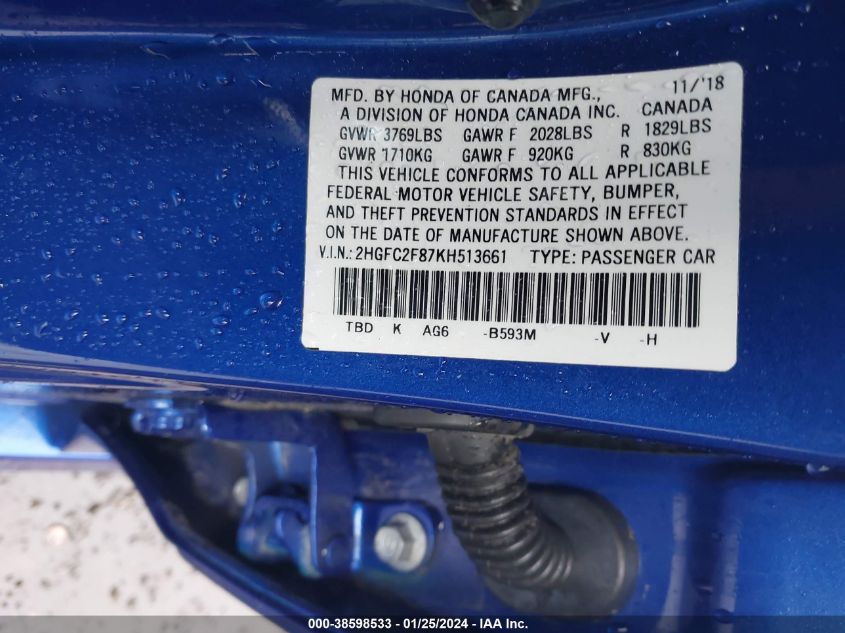 MFD. BY HONDA OF CANADA MFG., 11/'18
A DIVISION OF HONDA CANADA INC. CANADA
GVWR 3769LBS GAWR F 2028LBS R 1829LBS
GVWR 1710KG GAWR F 920KG R 830KG
THIS VEHICLE CONFORMS TO ALL APPLICABLE
FEDERAL MOTOR VEHICLE SAFETY, BUMPER,
AND THEFT PREVENTION STANDARDS IN EFFECT
ON THE DATE OF MANUFACTURE SHOWN ABOVE.
V.I.N.: 2HGFC2F87KH513661 TYPE: PASSENGER CAR
TBD K AG6 -B593M -V -H
000-38598533 - 01/25/2024 - IAA Inc.